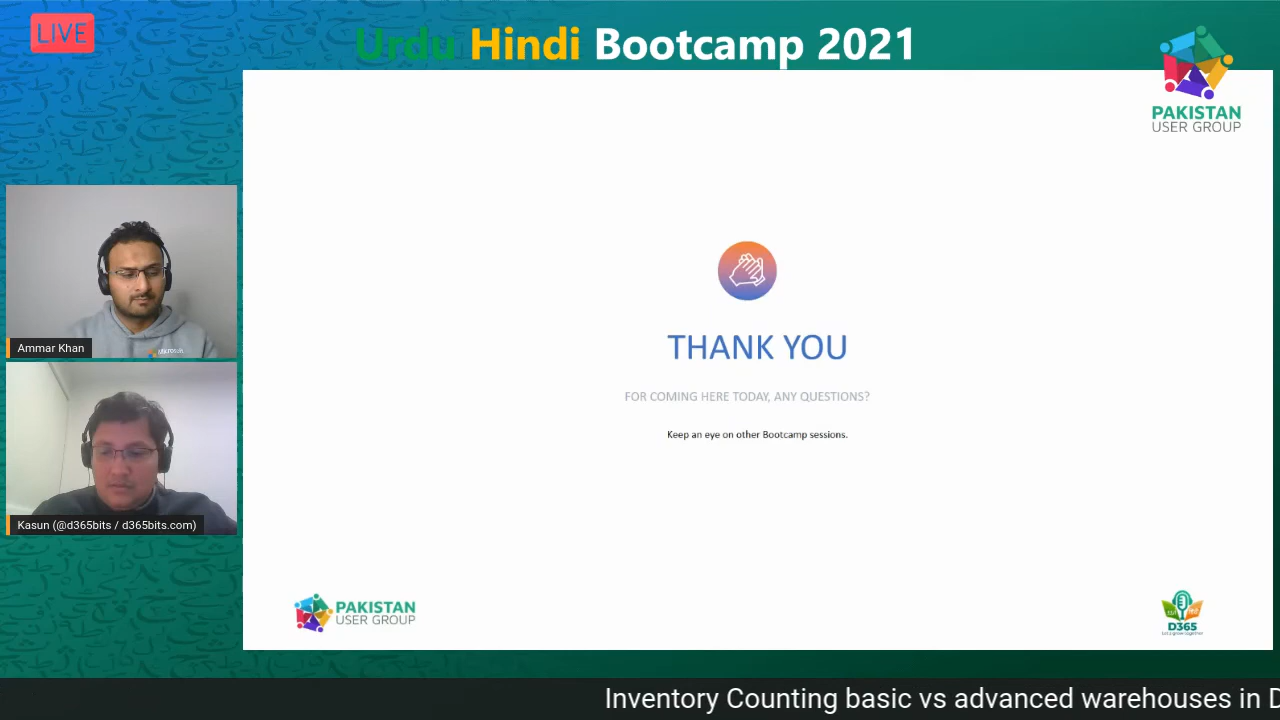 LIVE
Urdu Hindi Bootcamp 2021
PAKISTAN
USER GROUP
Ammar Khan
Kasun (@d365bits / d365bits.com)
THANK YOU
FOR COMING HERE TODAY, ANY QUESTIONS?
Keep an eye on other Bootcamp sessions.
PAKISTAN
USER GROUP
D365
Inventory Counting basic vs advanced warehouses in D